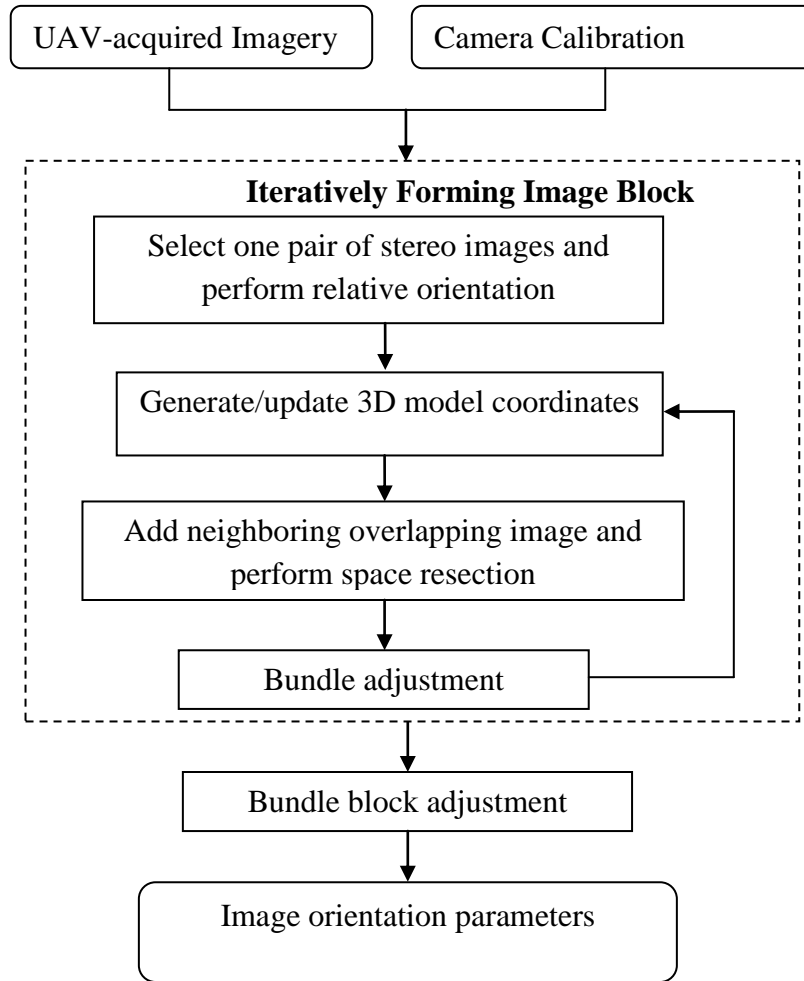 UAV-acquired Imagery
Camera Calibration
Iteratively Forming Image Block
Select one pair of stereo images and
perform relative orientation
Generate/update 3D model coordinates
Add neighboring overlapping image and
perform space resection
Bundle adjustment
Bundle block adjustment
Image orientation parameters